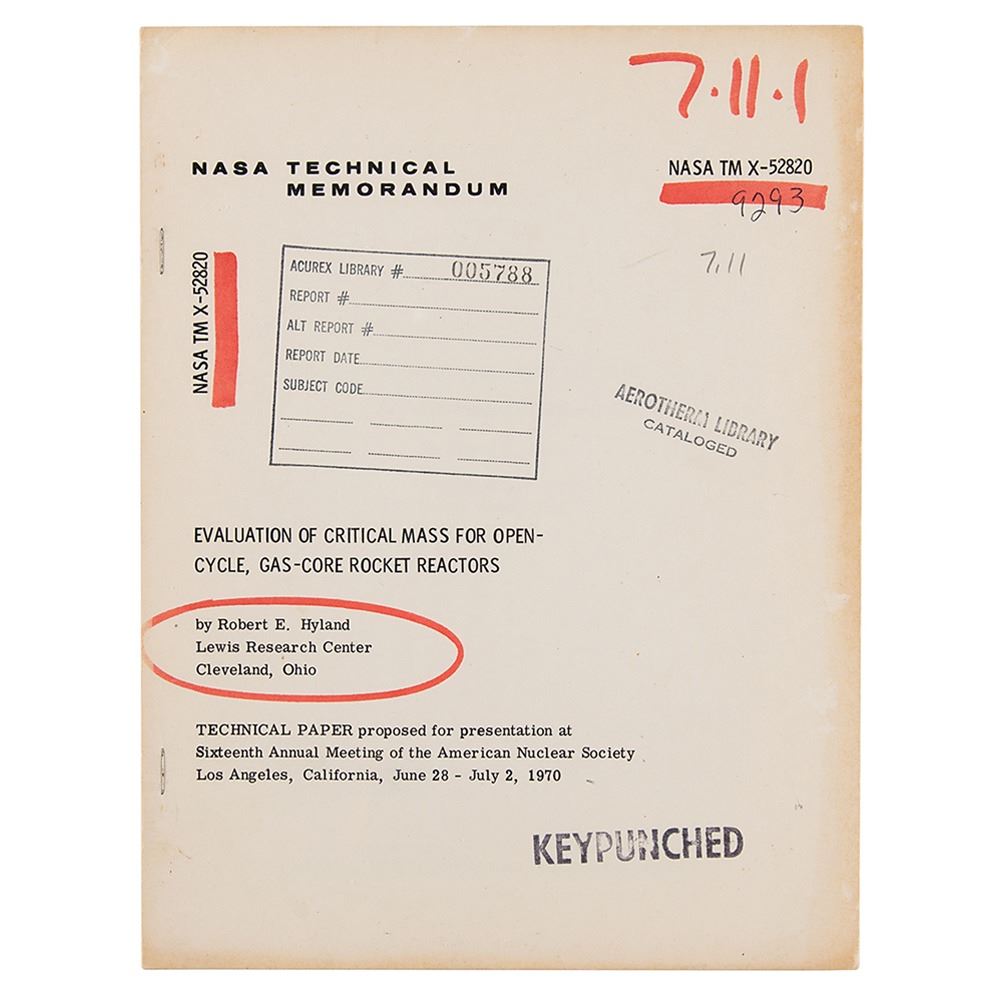 7.11.1
NASA TECHNICAL
MEMORANDUM
NASA TM X-52820
9293
7.11
NASA TM X-52820
ACUREX LIBRARY # 005788
REPORT #
ALT REPORT #
REPORT DATE
SUBJECT CODE
AEROTHERM LIBRARY
CATALOGED
EVALUATION OF CRITICAL MASS FOR OPEN-
CYCLE, GAS-CORE ROCKET REACTORS
by Robert E. Hyland
Lewis Research Center
Cleveland, Ohio
TECHNICAL PAPER proposed for presentation at
Sixteenth Annual Meeting of the American Nuclear Society
Los Angeles, California, June 28 - July 2, 1970
KEYPUNCHED